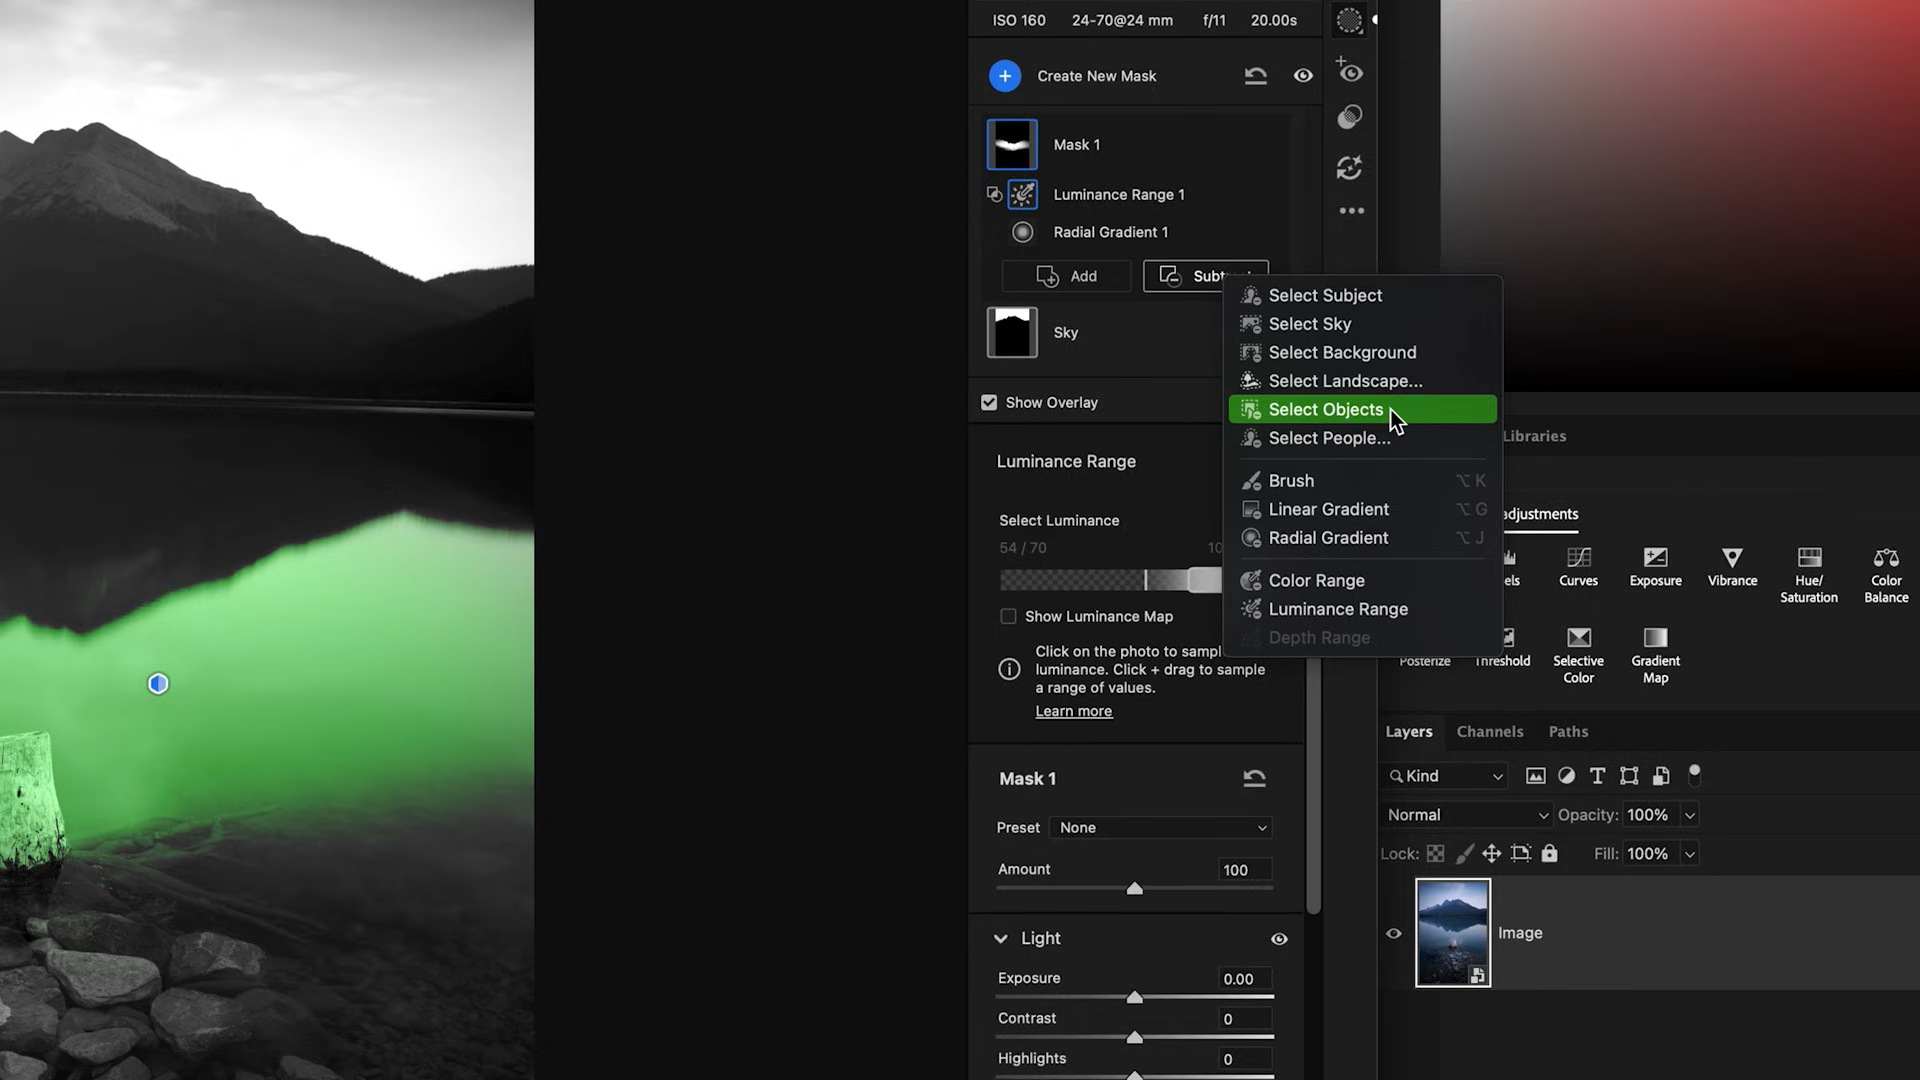 ISO 160 24-70@24 mm f/11 20.00s
Create New Mask
Mask 1
Luminance Range 1
Radial Gradient 1
Add
Sky
Show Overlay
Luminance Range
Select Luminance
54 / 70
Show Luminance Map
Click on the photo to
luminance. Click + drag to sample
a range of values.
Learn more
Mask 1
Preset None
Amount 100
Light
Exposure 0.00
Contrast 0
Highlights 0
Select Subject
Select Sky
Select Background
Select Landscape...
Select Objects
Select People...
Brush ⌥ K
Linear Gradient ⌥ G
Radial Gradient ⌥ J
Color Range
Luminance Range
Depth Range
Libraries
Curves
Exposure
Vibrance
Hue/
Saturation
Color
Balance
Posterize
Threshold
Selective
Color
Gradient
Map
Layers Channels Paths
Kind
Normal Opacity: 100%
Lock: Fill: 100%
Image